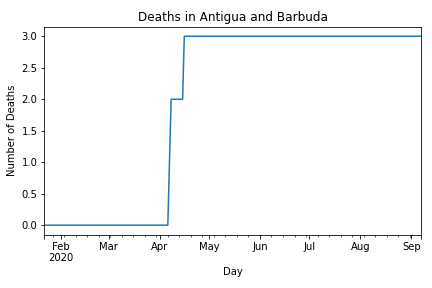 Deaths in Antigua and Barbuda
3.0
2.5
2.0
1.5
1.0
0.5
0.0
Number of Deaths
Feb Mar Apr May Jun Jul Aug Sep
2020
Day